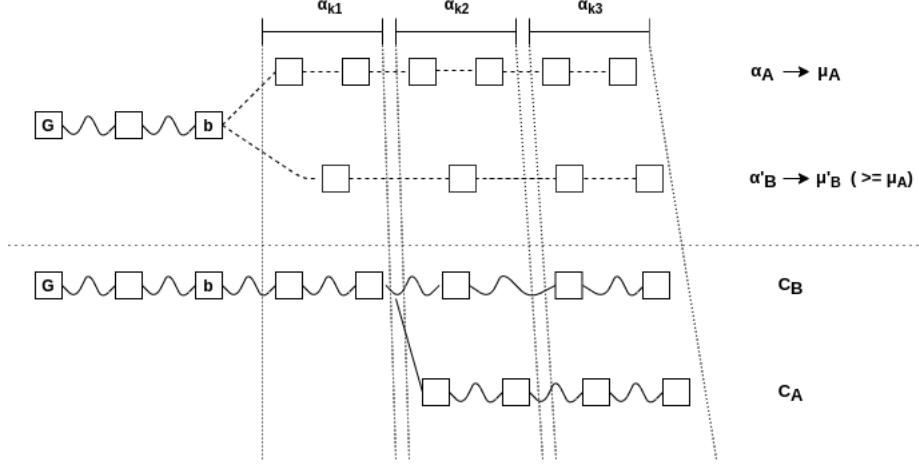 αk1 αk2 αk3
αA → μA
G b
α'B → μ'B ( >= μA)
G b CB
CA